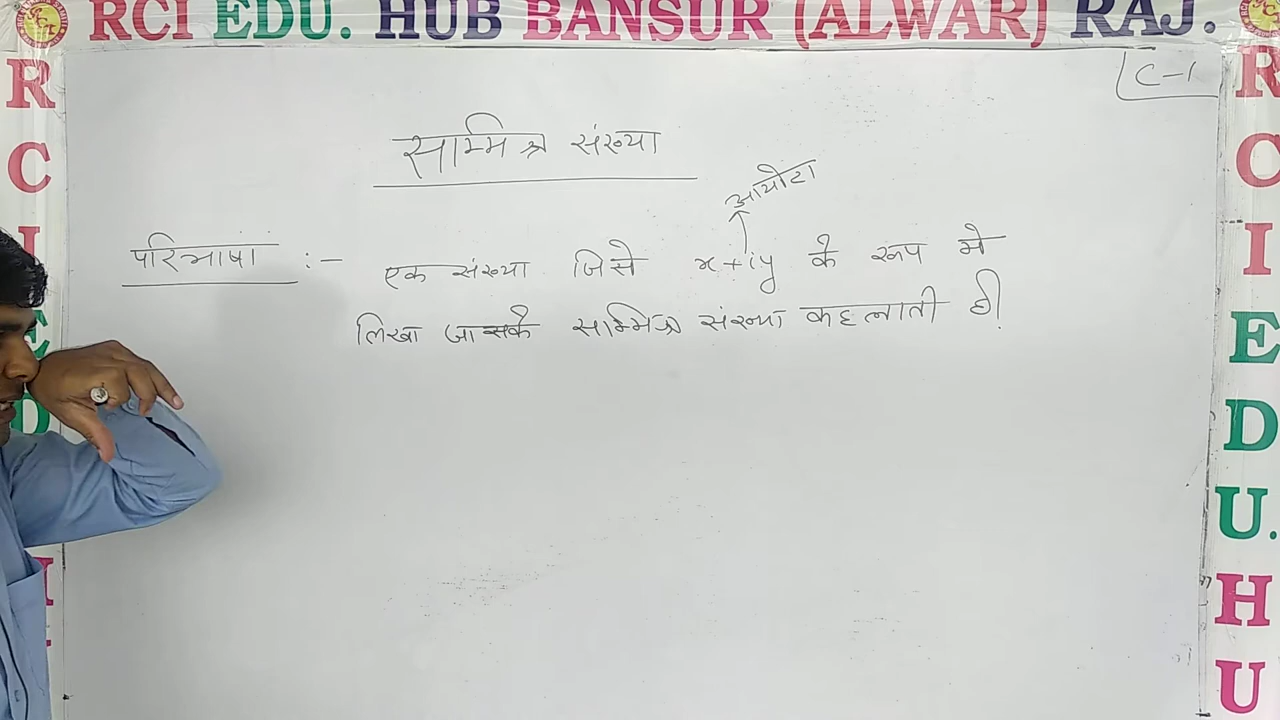 RCI EDU. HUB BANSUR (ALWAR) RAJ.
C-1
सम्मिश्र संख्या
आयोटा
परिभाषा :- एक संख्या जिसे x+iy के रूप मे
लिखा जा सके सम्मिश्र संख्या कहलाती है।
R
C
I
E
D
R
C
I
E
D
U.
H
U